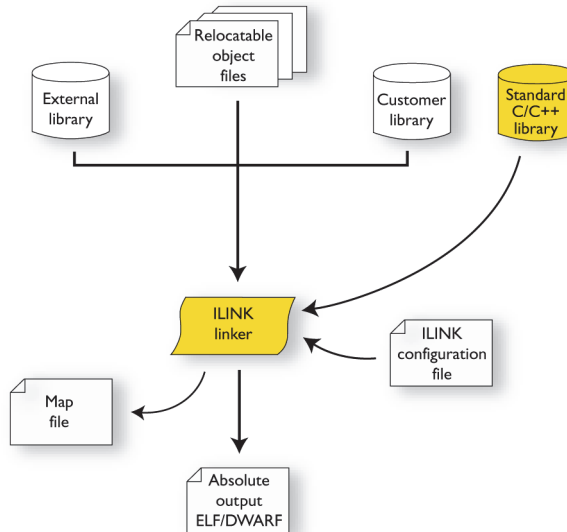 Relocatable
object
files
External
library
Customer
library
Standard
C/C++
library
ILINK
linker
ILINK
configuration
file
Map
file
Absolute
output
ELF/DWARF